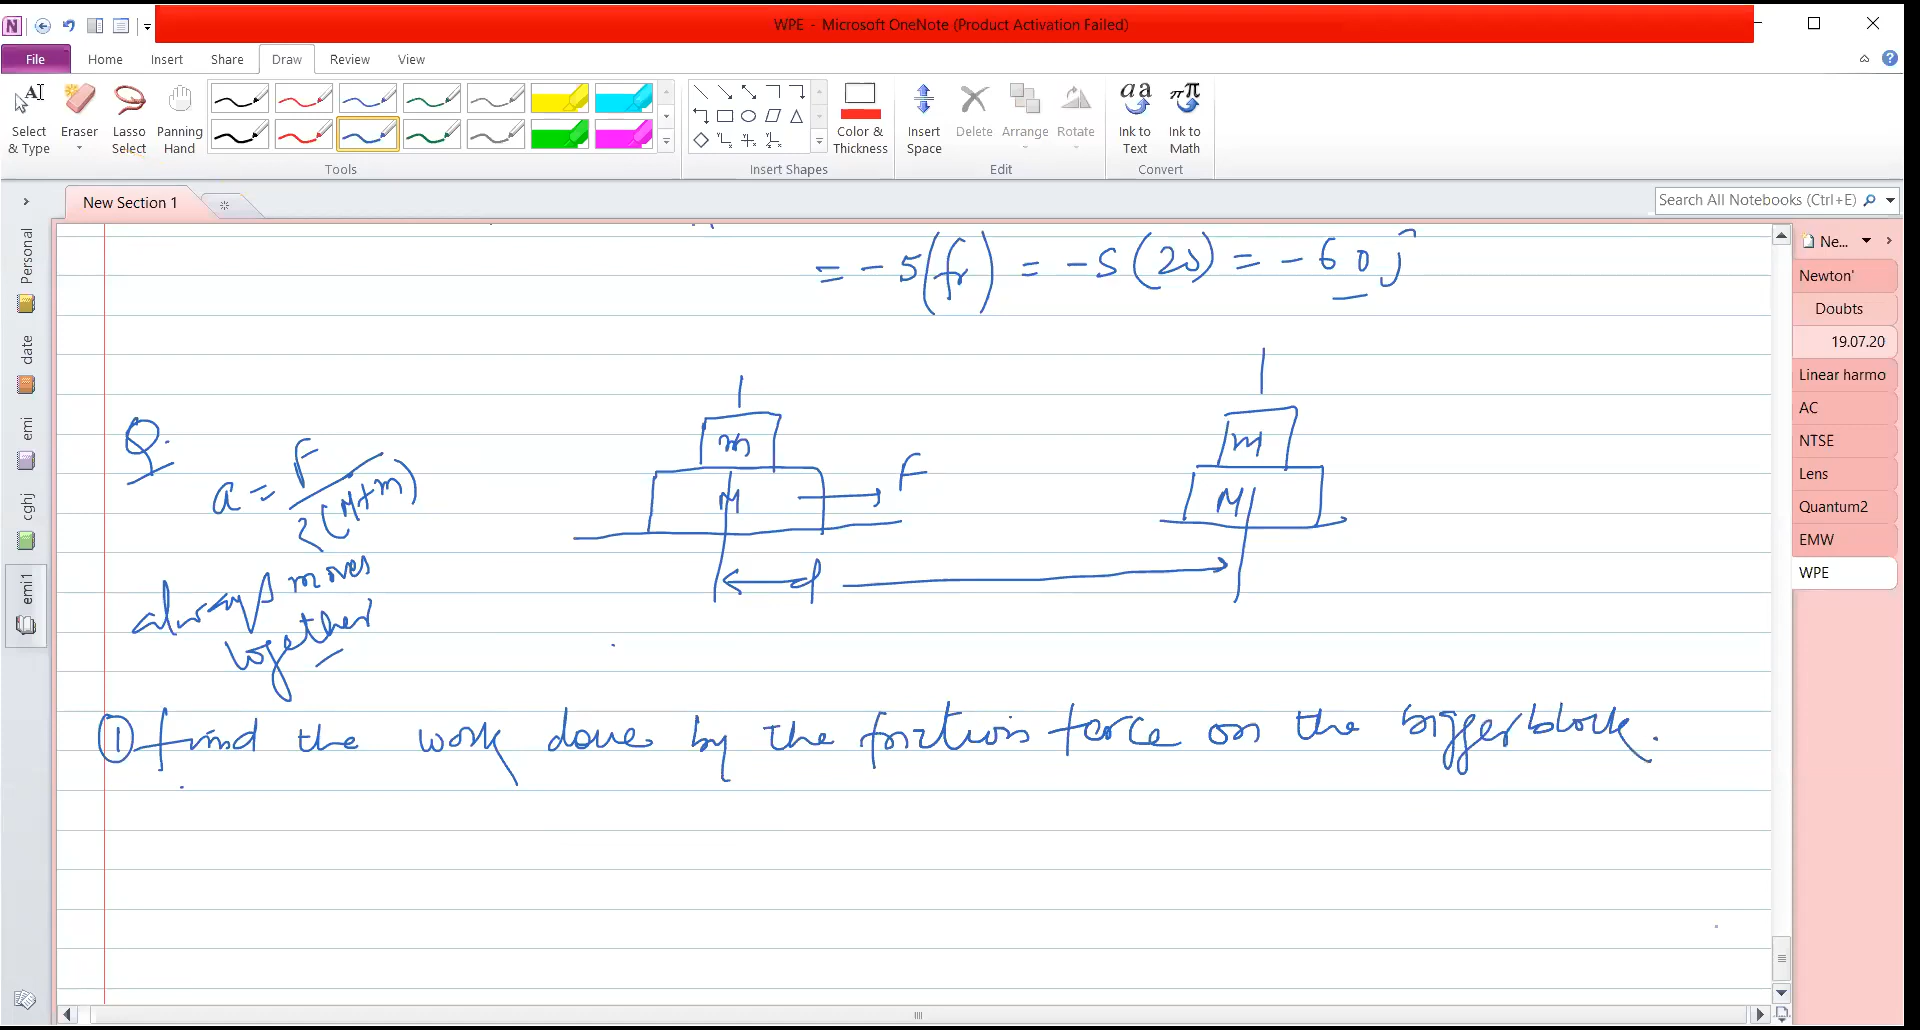 WPE - Microsoft OneNote (Product Activation Failed)
File Home Insert Share Draw Review View
Select & Type
Eraser
Lasso Select
Panning Hand
Color & Thickness
Insert Space
Delete
Arrange
Rotate
Ink to Text
Ink to Math
Tools
Insert Shapes
Edit
Convert
New Section 1
Search All Notebooks (Ctrl+E)
Personal
date
emi
cghj
emi1
Ne...
Newton'
Doubts
19.07.20
Linear harmo
AC
NTSE
Lens
Quantum2
EMW
WPE
= -5(fr) = -5(20) = -60 J
Q.
a = F / 2(M+m)
always moves
together
m
M
F
m
M
d
① find the work done by the friction force on the bigger block.